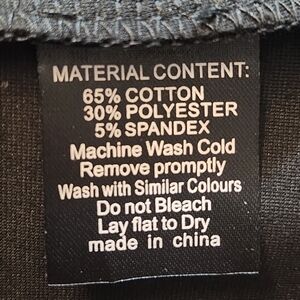 MATERIAL CONTENT:
65% COTTON
30% POLYESTER
5% SPANDEX
Machine Wash Cold
Remove promptly
Wash with Similar Colours
Do not Bleach
Lay flat to Dry
made in china